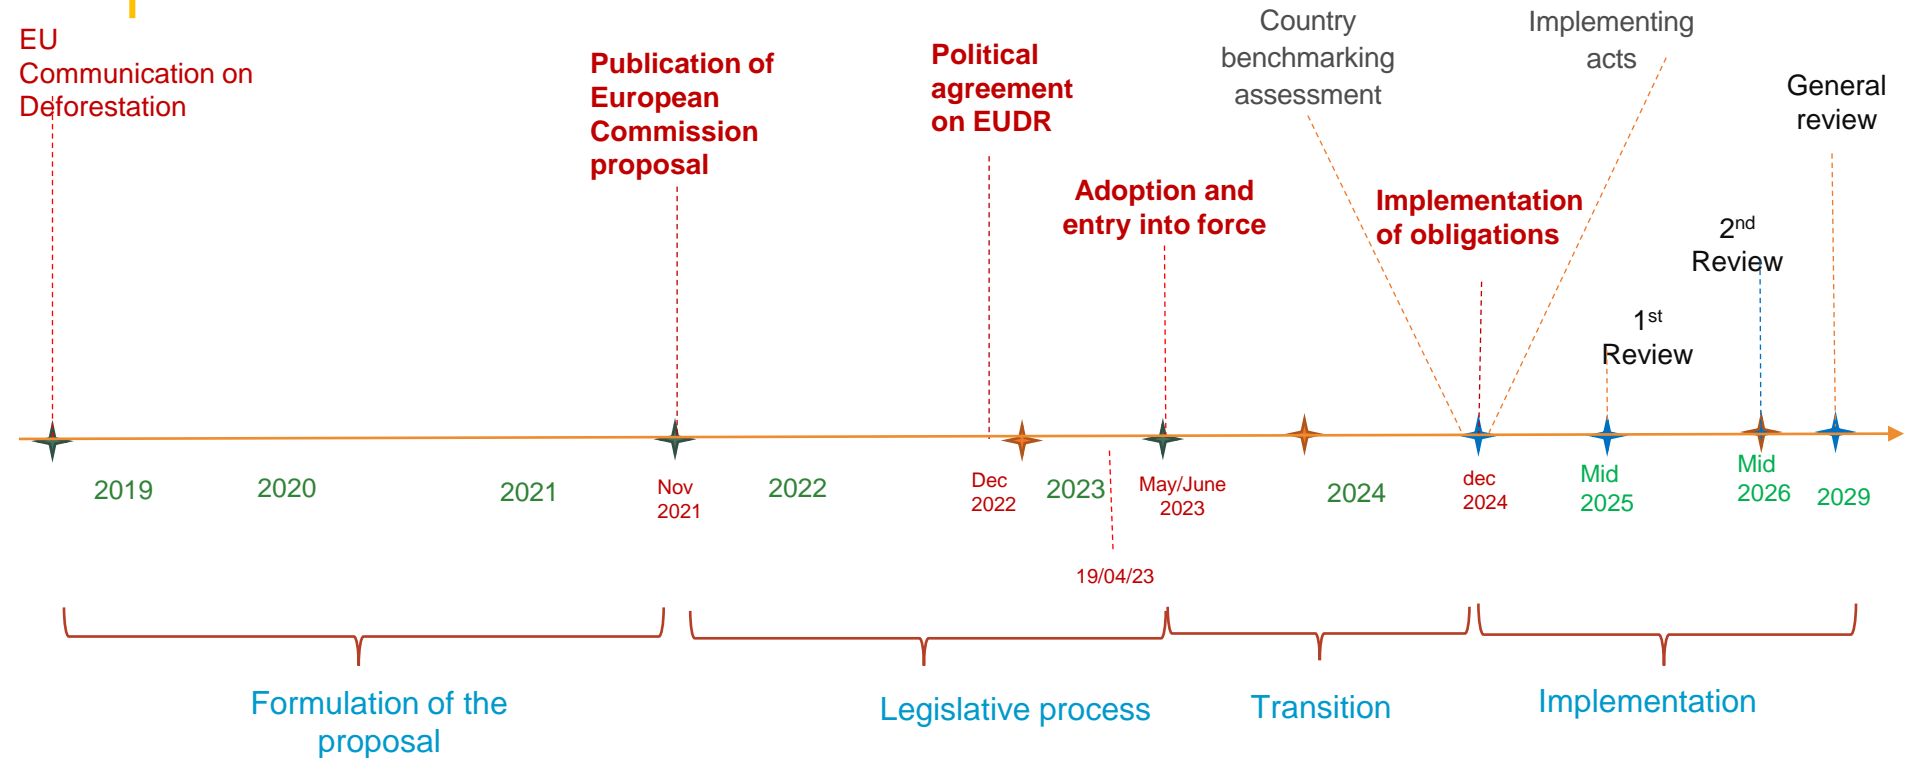 EU
Communication on
Deforestation
Publication of
European
Commission
proposal
Political
agreement
on EUDR
Adoption and
entry into force
Country
benchmarking
assessment
Implementation
of obligations
Implementing
acts
1st
Review
2nd
Review
General
review
2019
2020
2021
Nov
2021
2022
Dec
2022
2023
19/04/23
May/June
2023
2024
dec
2024
Mid
2025
Mid
2026
2029
Formulation of the
proposal
Legislative process
Transition
Implementation